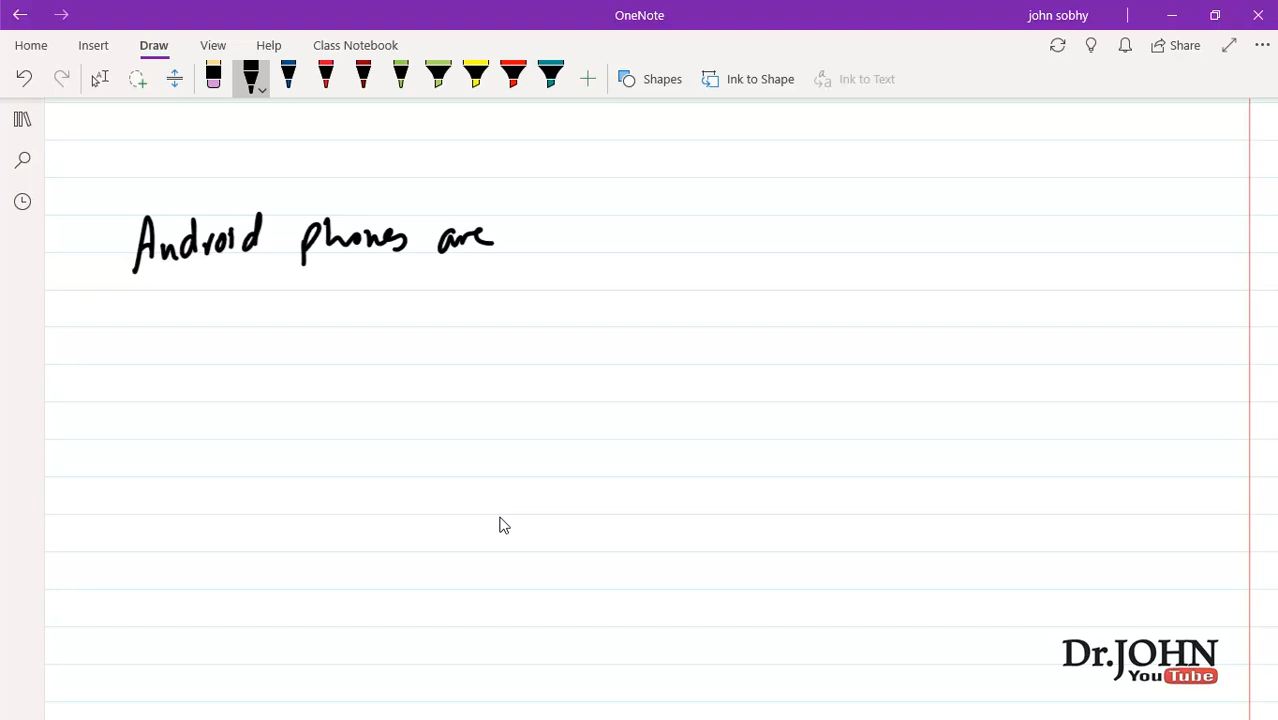 OneNote
john sobhy
Home Insert Draw View Help Class Notebook
Share
Shapes
Ink to Shape
Ink to Text
Android phones are
Dr.JOHN
YouTube